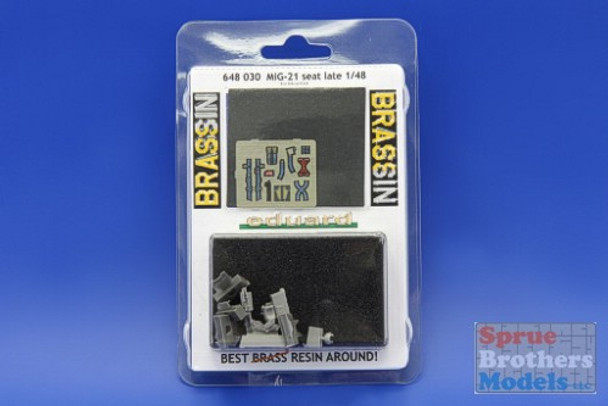 648 030 MiG-21 seat late 1/48
BRASSIN
BRASSIN
eduard
BEST BRASS RESIN AROUND!
Sprue
Brothers
Models LLC